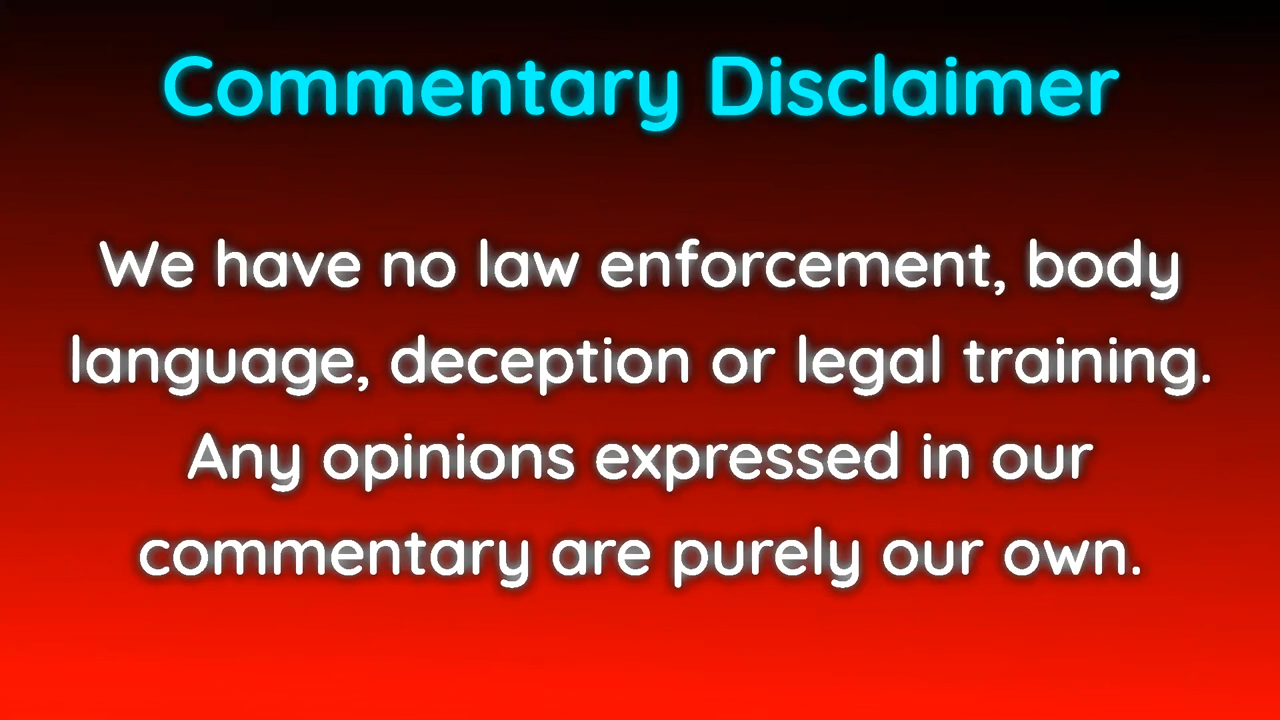 Commentary Disclaimer
We have no law enforcement, body
language, deception or legal training.
Any opinions expressed in our
commentary are purely our own.